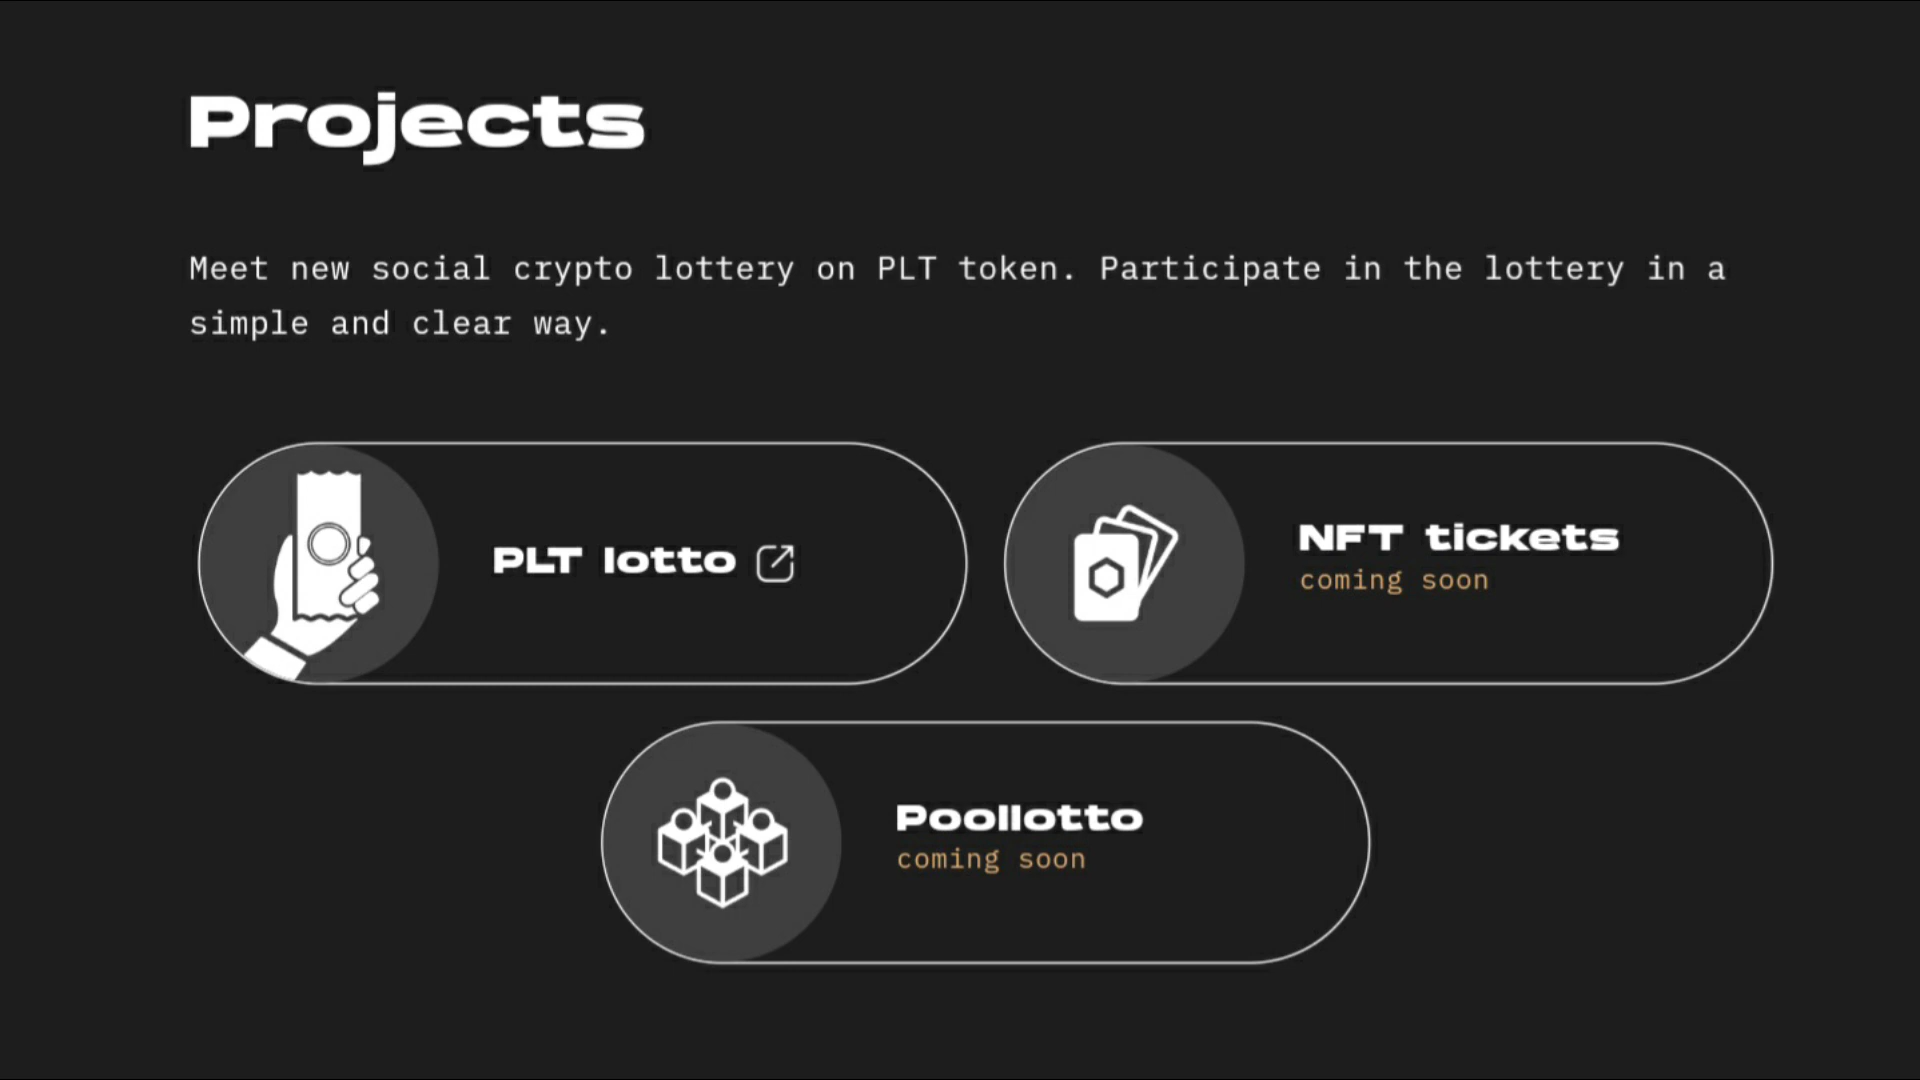 Projects
Meet new social crypto lottery on PLT token. Participate in the lottery in a
simple and clear way.
PLT lotto
NFT tickets
coming soon
Poollotto
coming soon